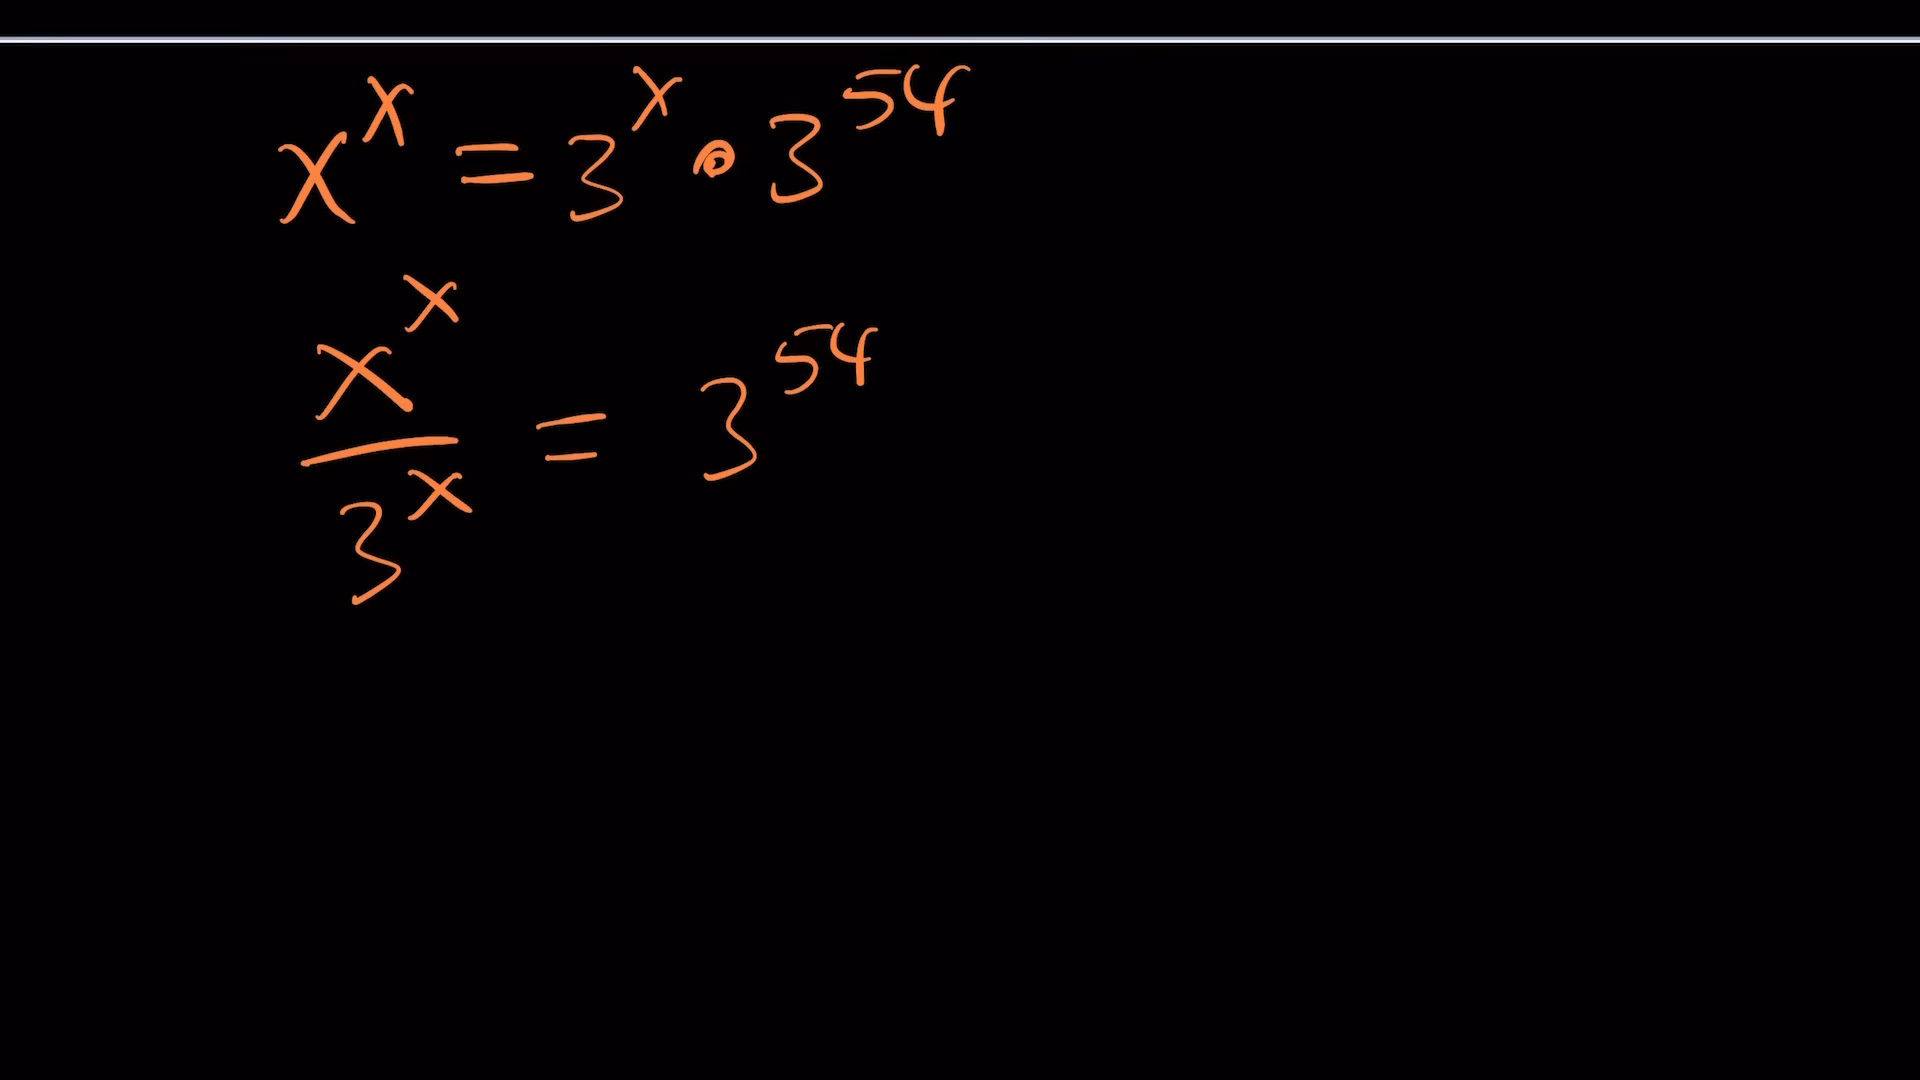 x^x = 3^x • 3^54
x^x / 3^x = 3^54